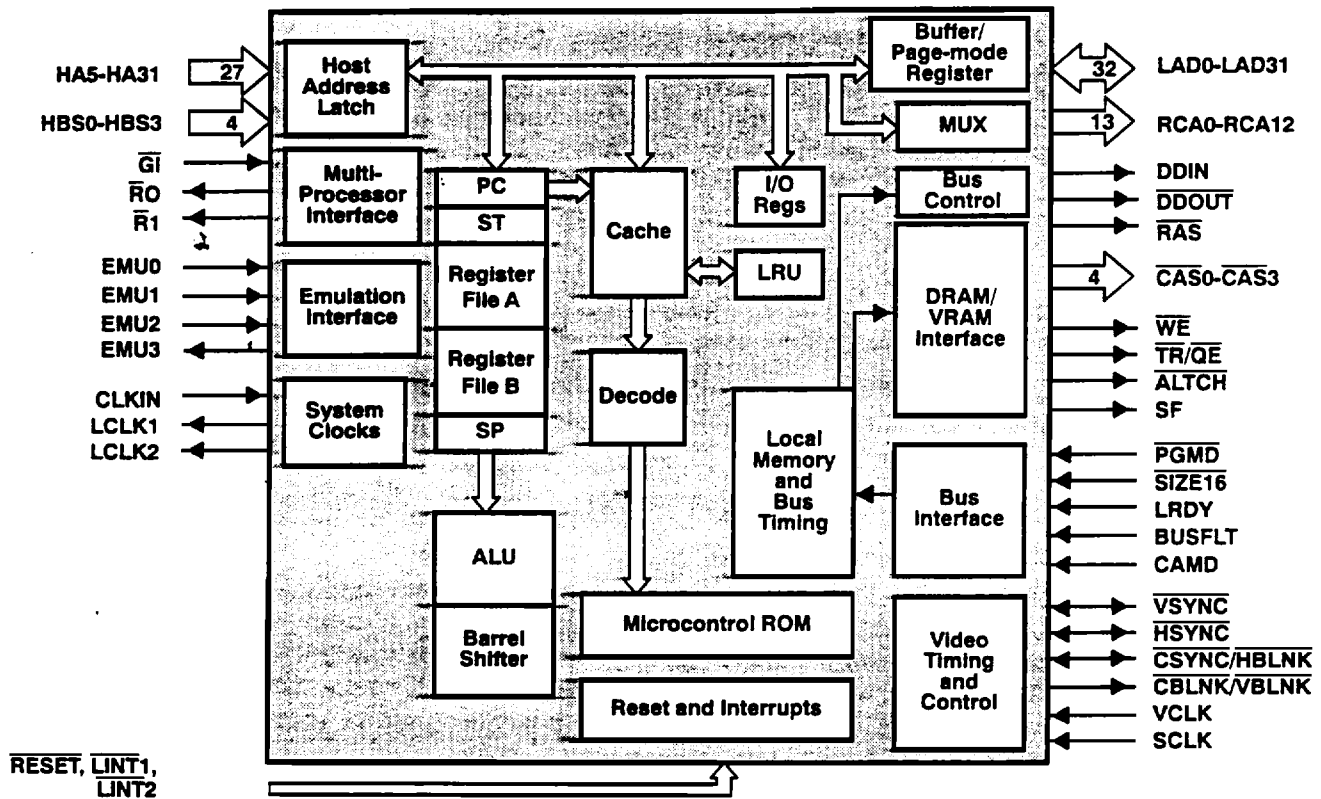 HA5-HA31
27
HBS0-HBS3
4
GI
RO
R1
EMU0
EMU1
EMU2
EMU3
CLKIN
LCLK1
LCLK2
RESET, LINT1,
LINT2
Host
Address
Latch
Multi-
Processor
Interface
Emulation
Interface
System
Clocks
PC
ST
Register
File A
Register
File B
SP
ALU
Barrel
Shifter
Cache
Decode
I/O
Regs
LRU
Local
Memory
and
Bus
Timing
Microcontrol ROM
Reset and Interrupts
Buffer/
Page-mode
Register
MUX
Bus
Control
DRAM/
VRAM
Interface
Bus
Interface
Video
Timing
and
Control
32
LAD0-LAD31
13
RCA0-RCA12
DDIN
DDOUT
RAS
4
CAS0-CAS3
WE
TR/QE
ALTCH
SF
PGMD
SIZE16
LRDY
BUSFLT
CAMD
VSYNC
HSYNC
CSYNC/HBLNK
CBLNK/VBLNK
VCLK
SCLK